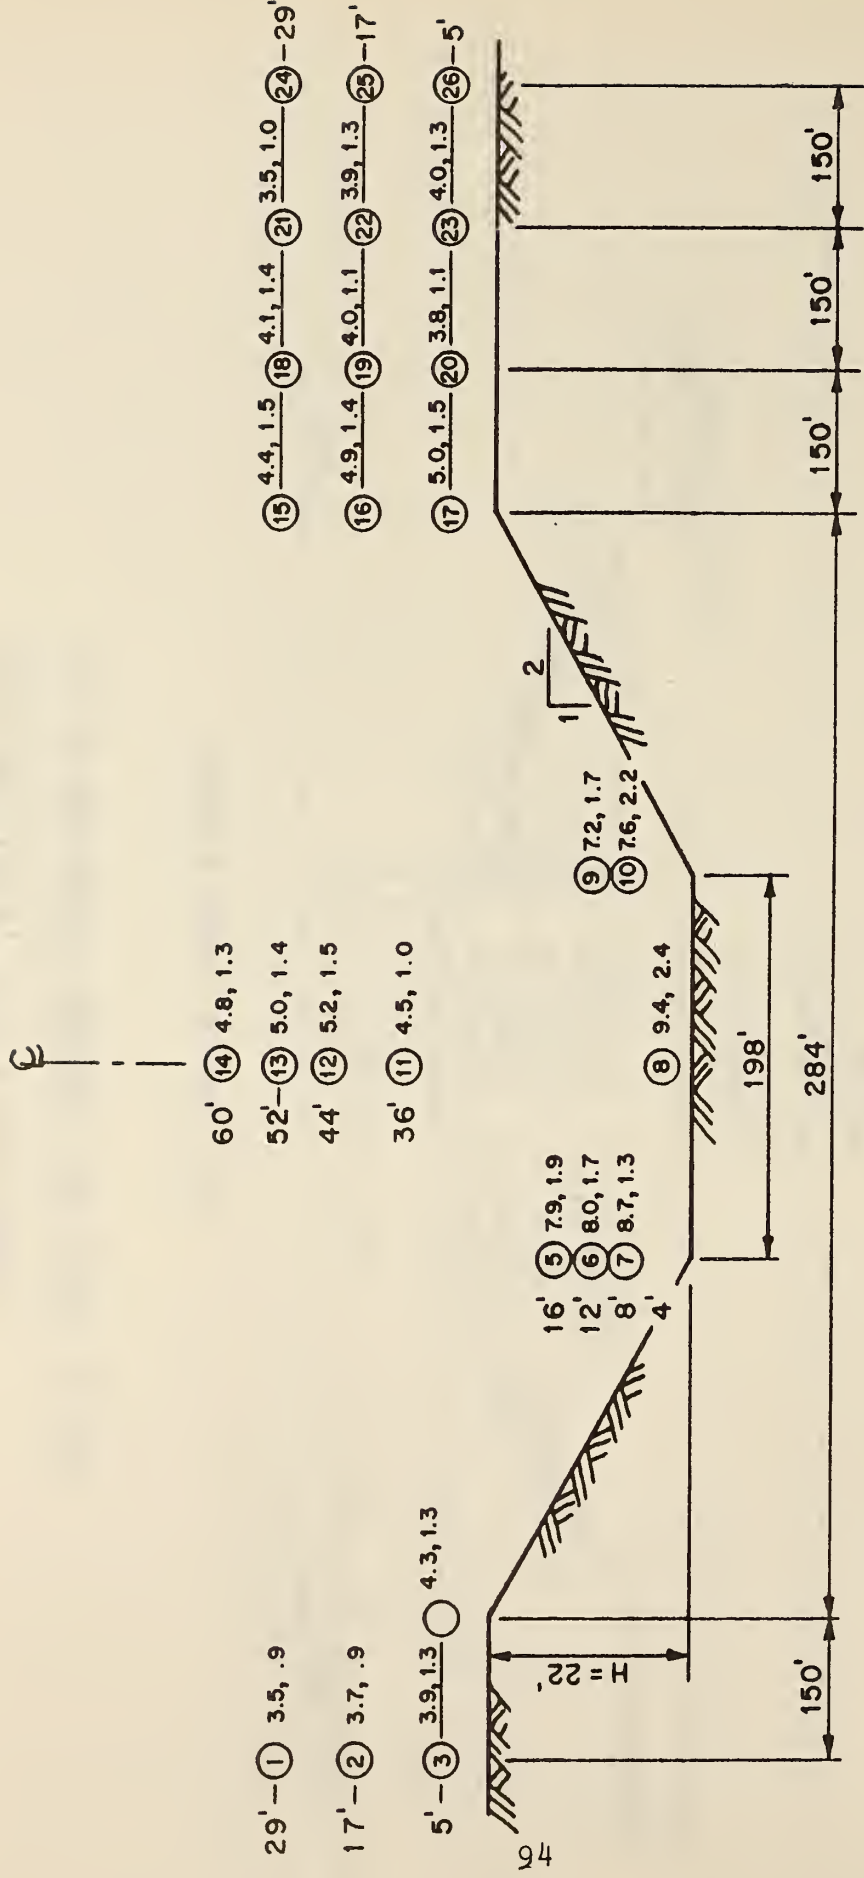 ℄
60' 14 4.8, 1.3
52'- 13 5.0, 1.4
44' 12 5.2, 1.5
36' 11 4.5, 1.0
29'- 1 3.5, .9
15 4.4, 1.5 18 4.1, 1.4 21 3.5, 1.0 24 -29'
17'- 2 3.7, .9
16 4.9, 1.4 19 4.0, 1.1 22 3.9, 1.3 25 -17'
5'- 3 3.9, 1.3 4.3, 1.3
17 5.0, 1.5 20 3.8, 1.1 23 4.0, 1.3 26 -5'
16' 5 7.9, 1.9
12' 6 8.0, 1.7
8' 7 8.7, 1.3
4'
9 7.2, 1.7
10 7.6, 2.2
8 9.4, 2.4
2
1
H = 22'
198'
150'
284'
150'
150'
150'
64